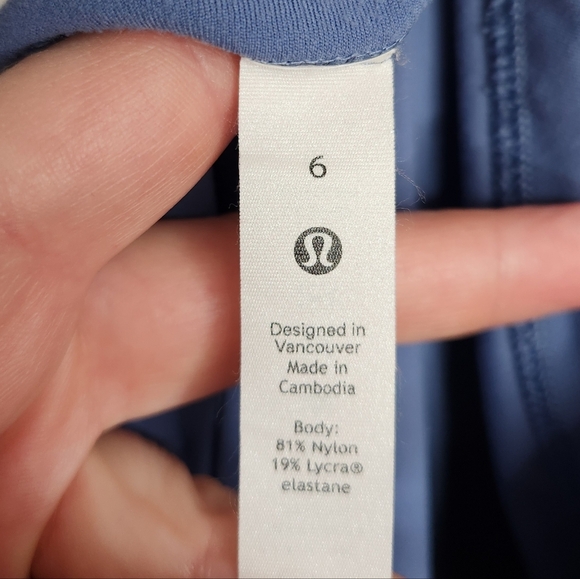 6
Designed in
Vancouver
Made in
Cambodia
Body:
81% Nylon
19% Lycra®
elastane